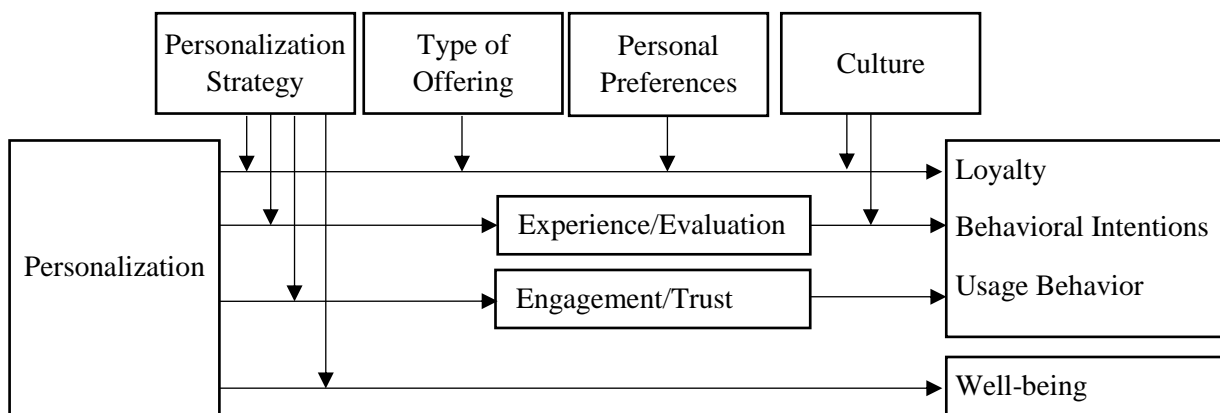 Personalization
Strategy
Type of
Offering
Personal
Preferences
Culture
Personalization
Experience/Evaluation
Engagement/Trust
Loyalty
Behavioral Intentions
Usage Behavior
Well-being